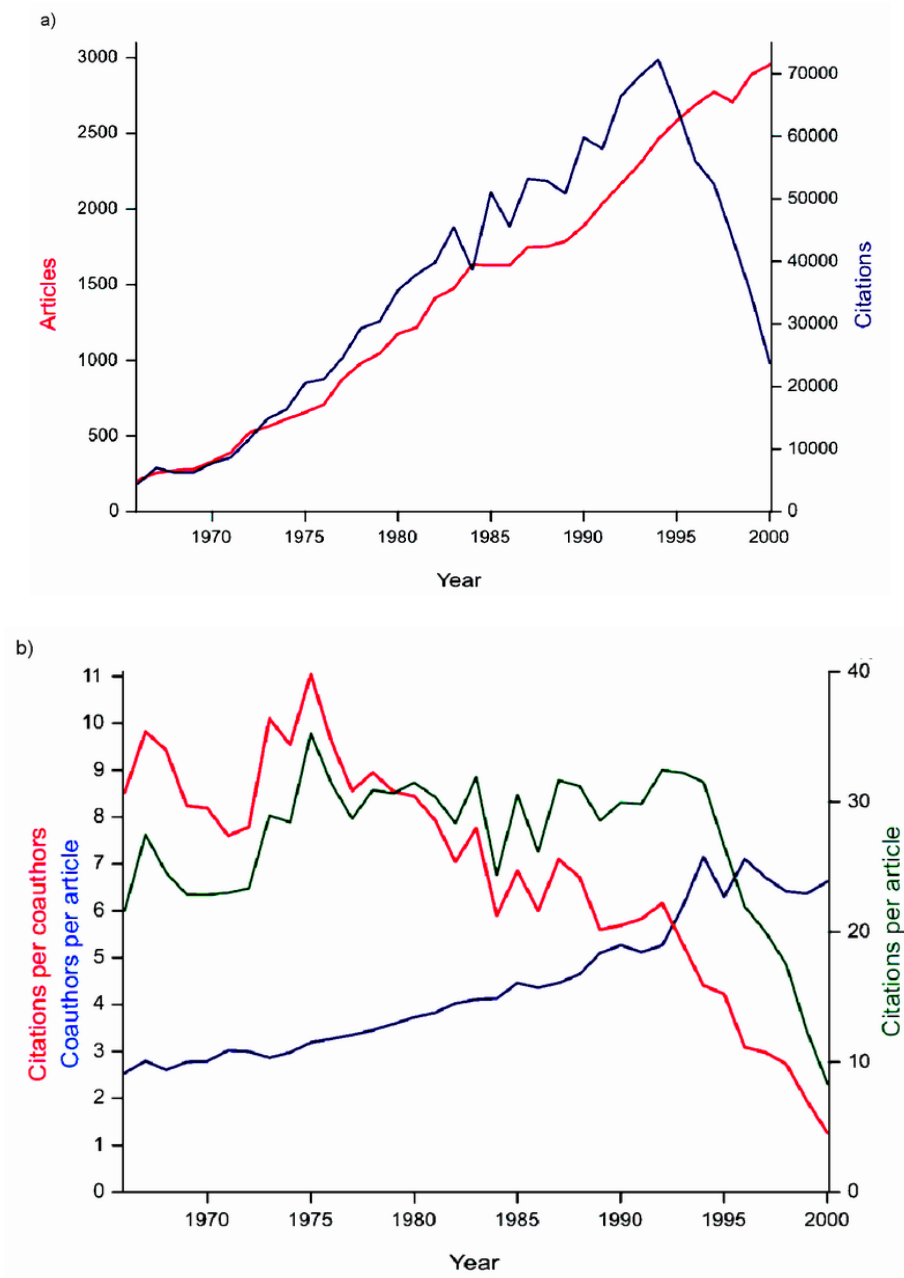 a)
3000
2500
2000
1500
1000
500
0
Articles
70000
60000
50000
40000
30000
20000
10000
0
Citations
1970 1975 1980 1985 1990 1995 2000
Year
b)
11
10
9
8
7
6
5
4
3
2
1
0
Citations per coauthors
Coauthors per article
40
30
20
10
0
Citations per article
1970 1975 1980 1985 1990 1995 2000
Year